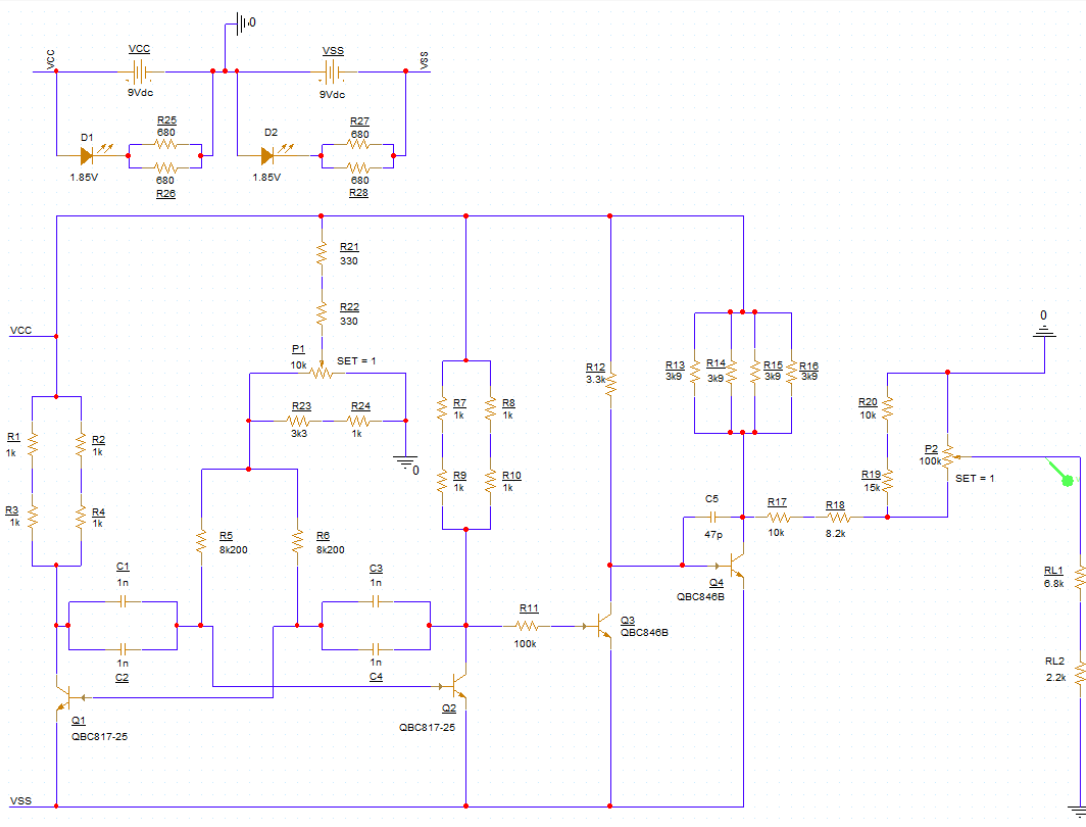 0
VCC
VCC
9Vdc
VSS
9Vdc
VSS
D1
1.85V
R25
680
680
R26
D2
1.85V
R27
680
680
R28
R21
330
R22
330
VCC
P1
10k
SET = 1
R23
3k3
R24
1k
0
R1
1k
R2
1k
R3
1k
R4
1k
R7
1k
R8
1k
R9
1k
R10
1k
R12
3.3k
R13
3k9
R14
3k9
R15
3k9
R16
3k9
0
R20
10k
P2
100k
SET = 1
R19
15k
R5
8k200
R6
8k200
C5
47p
R17
10k
R18
8.2k
C1
1n
1n
C2
C3
1n
1n
C4
R11
100k
Q3
QBC846B
Q4
QBC846B
RL1
6.8k
RL2
2.2k
Q1
QBC817-25
Q2
QBC817-25
VSS